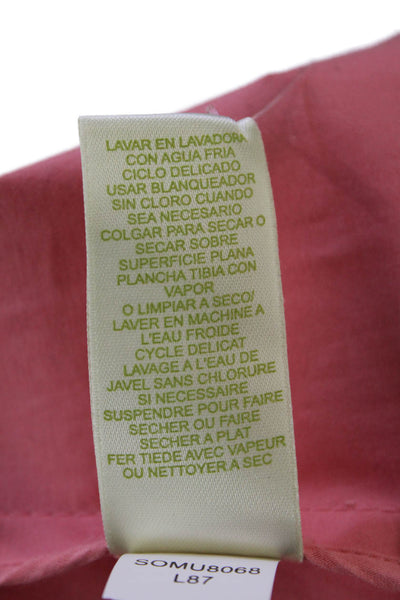 LAVAR EN LAVADORA
CON AGUA FRIA
CICLO DELICADO
USAR BLANQUEADOR
SIN CLORO CUANDO
SEA NECESARIO
COLGAR PARA SECAR O
SECAR SOBRE
SUPERFICIE PLANA
PLANCHA TIBIA CON
VAPOR
O LIMPIAR A SECO/
LAVER EN MACHINE A
L'EAU FROIDE
CYCLE DELICAT
LAVAGE A L'EAU DE
JAVEL SANS CHLORURE
SI NECESSAIRE
SUSPENDRE POUR FAIRE
SECHER OU FAIRE
SECHER A PLAT
FER TIEDE AVEC VAPEUR
OU NETTOYER A SEC
SOMU8068
L87